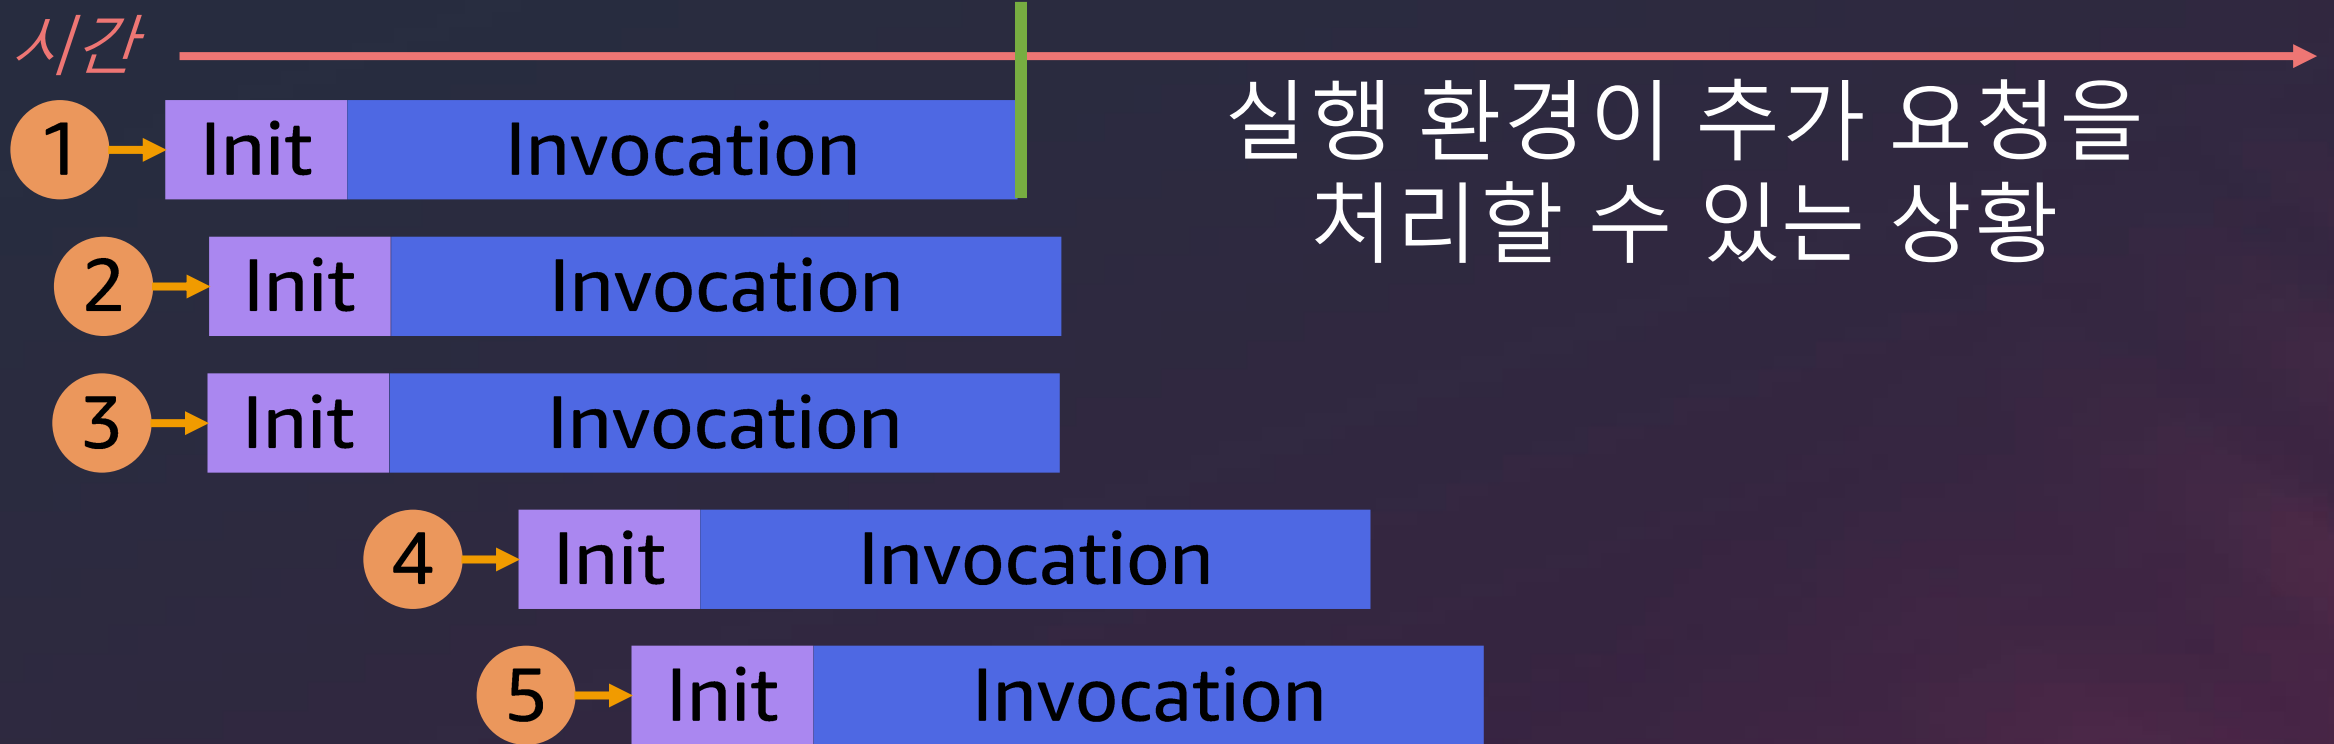 시간
실행 환경이 추가 요청을
처리할 수 있는 상황
1 Init Invocation
2 Init Invocation
3 Init Invocation
4 Init Invocation
5 Init Invocation